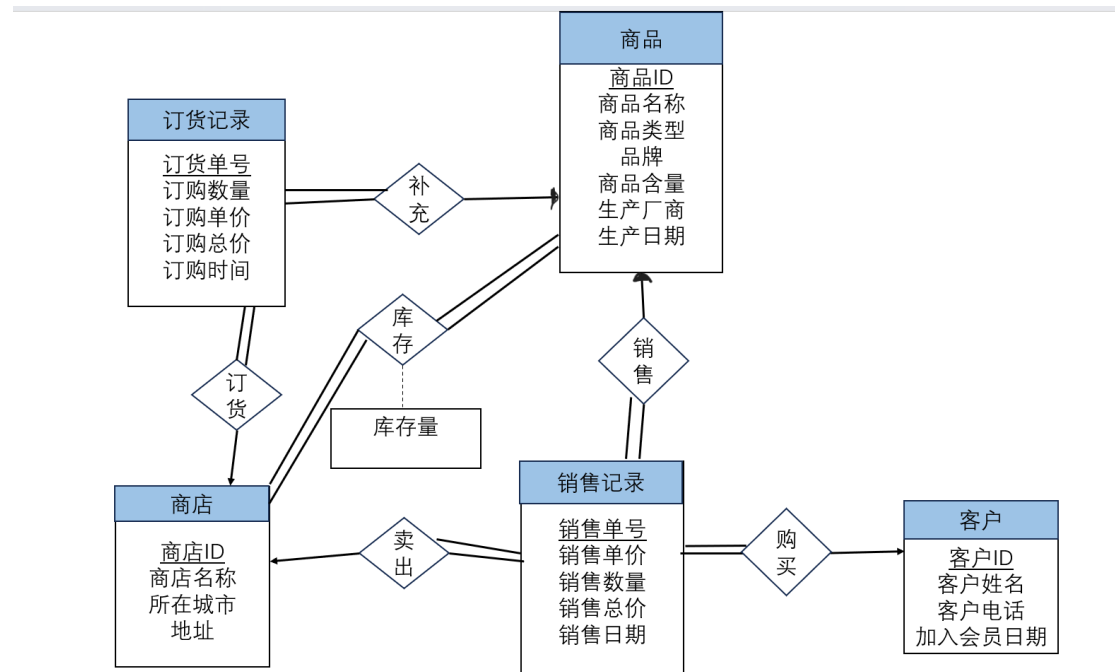 商品
商品ID
商品名称
商品类型
品牌
商品含量
生产厂商
生产日期
订货记录
订货单号
订购数量
订购单价
订购总价
订购时间
补
充
库
存
库存量
销
售
订
货
商店
商店ID
商店名称
所在城市
地址
卖
出
销售记录
销售单号
销售单价
销售数量
销售总价
销售日期
购
买
客户
客户ID
客户姓名
客户电话
加入会员日期